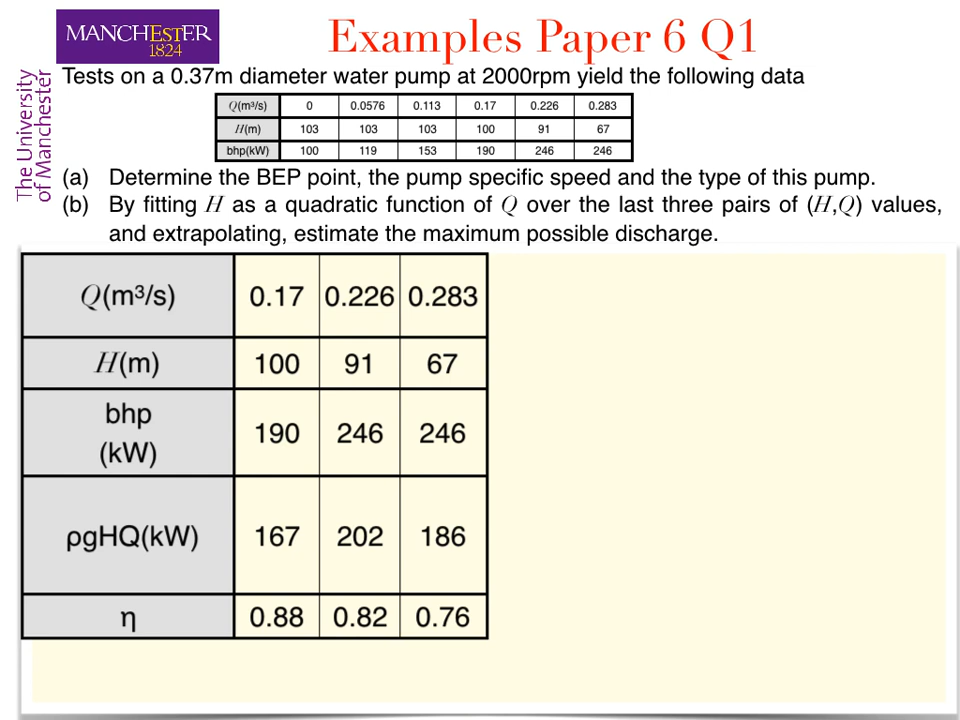 MANCHESTER
1824
The University
of Manchester
Examples Paper 6 Q1
Tests on a 0.37m diameter water pump at 2000rpm yield the following data
Q(m³/s) 0 0.0576 0.113 0.17 0.226 0.283
H(m) 103 103 103 100 91 67
bhp(kW) 100 119 153 190 246 246
(a) Determine the BEP point, the pump specific speed and the type of this pump.
(b) By fitting H as a quadratic function of Q over the last three pairs of (H,Q) values,
and extrapolating, estimate the maximum possible discharge.
Q(m³/s) 0.17 0.226 0.283
H(m) 100 91 67
bhp
(kW) 190 246 246
ρgHQ(kW) 167 202 186
η 0.88 0.82 0.76